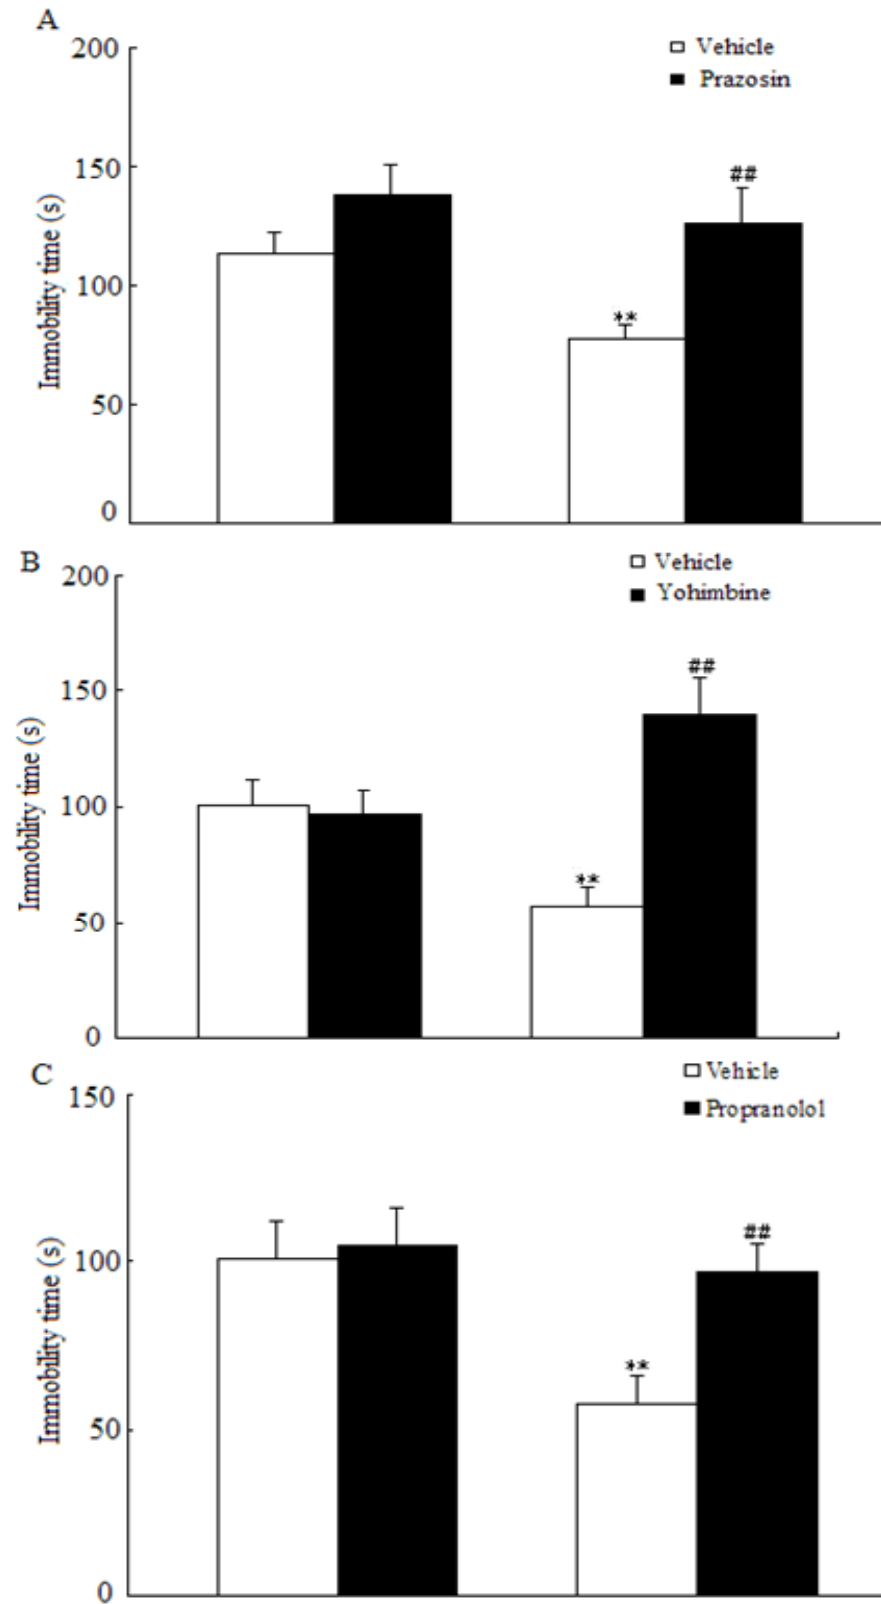 A
200
Vehicle
Prazosin
150
##
Immobility time (s)
100
**
50
0
B
200
Vehicle
Yohimbine
##
150
Immobility time (s)
100
**
50
0
C
150
Vehicle
Propranolol
##
Immobility time (s)
100
**
50
0